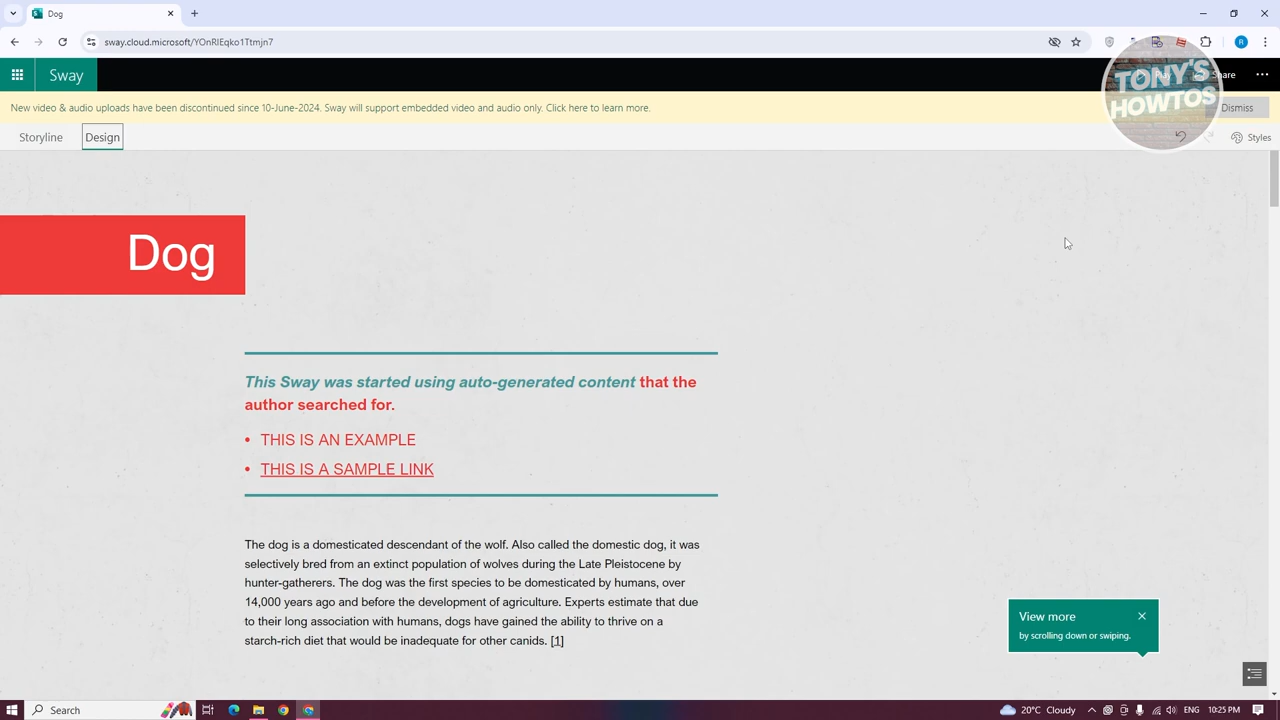 Dog
sway.cloud.microsoft/YOnRlEqko1Ttmjn7
R
Sway
Play
Share
TONY'S
HOWTOS
New video & audio uploads have been discontinued since 10-June-2024. Sway will support embedded video and audio only. Click here to learn more.
Dismiss
Storyline
Design
Styles
Dog
This Sway was started using auto-generated content that the
author searched for.
• THIS IS AN EXAMPLE
• THIS IS A SAMPLE LINK
The dog is a domesticated descendant of the wolf. Also called the domestic dog, it was
selectively bred from an extinct population of wolves during the Late Pleistocene by
hunter-gatherers. The dog was the first species to be domesticated by humans, over
14,000 years ago and before the development of agriculture. Experts estimate that due
to their long association with humans, dogs have gained the ability to thrive on a
starch-rich diet that would be inadequate for other canids. [1]
View more
by scrolling down or swiping.
Search
20°C Cloudy
ENG
10:25 PM